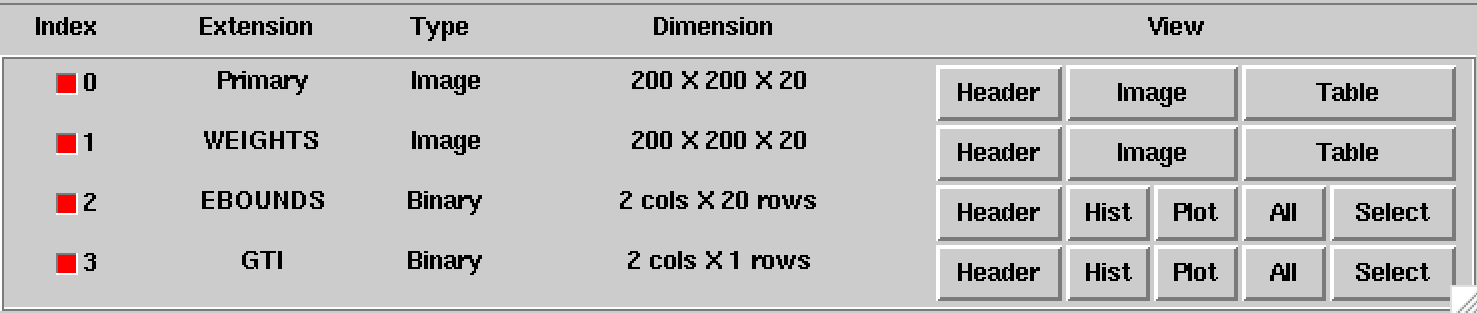 Index Extension Type Dimension View
0 Primary Image 200 X 200 X 20 Header Image Table
1 WEIGHTS Image 200 X 200 X 20 Header Image Table
2 EBOUNDS Binary 2 cols X 20 rows Header Hist Plot All Select
3 GTI Binary 2 cols X 1 rows Header Hist Plot All Select